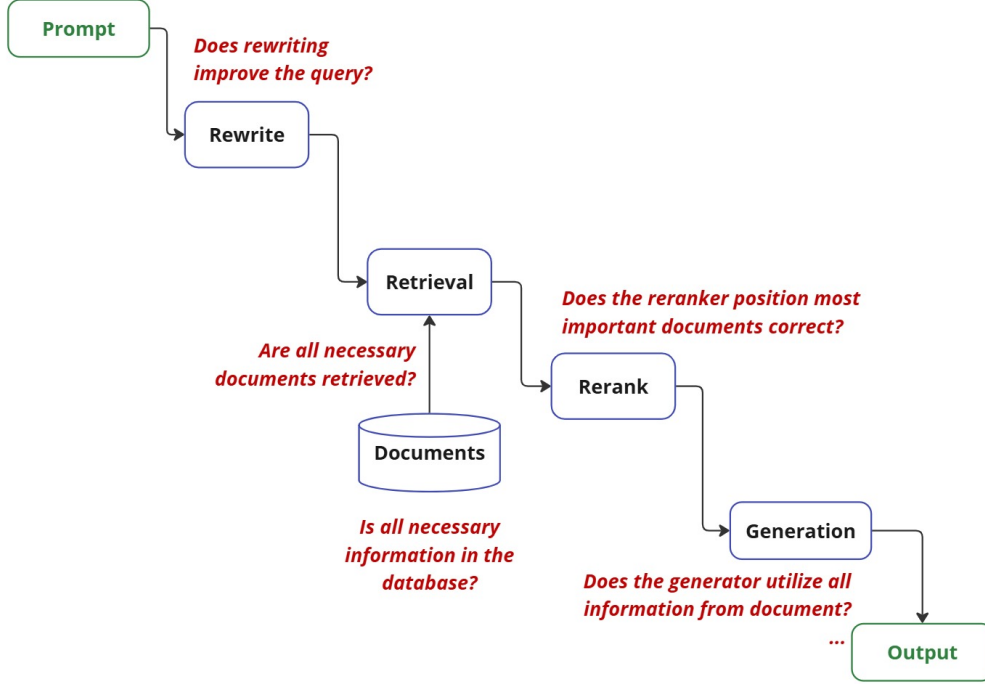 Prompt
Does rewriting
improve the query?
Rewrite
Retrieval
Does the reranker position most
important documents correct?
Are all necessary
documents retrieved?
Rerank
Documents
Is all necessary
information in the
database?
Generation
Does the generator utilize all
information from document?
...
Output